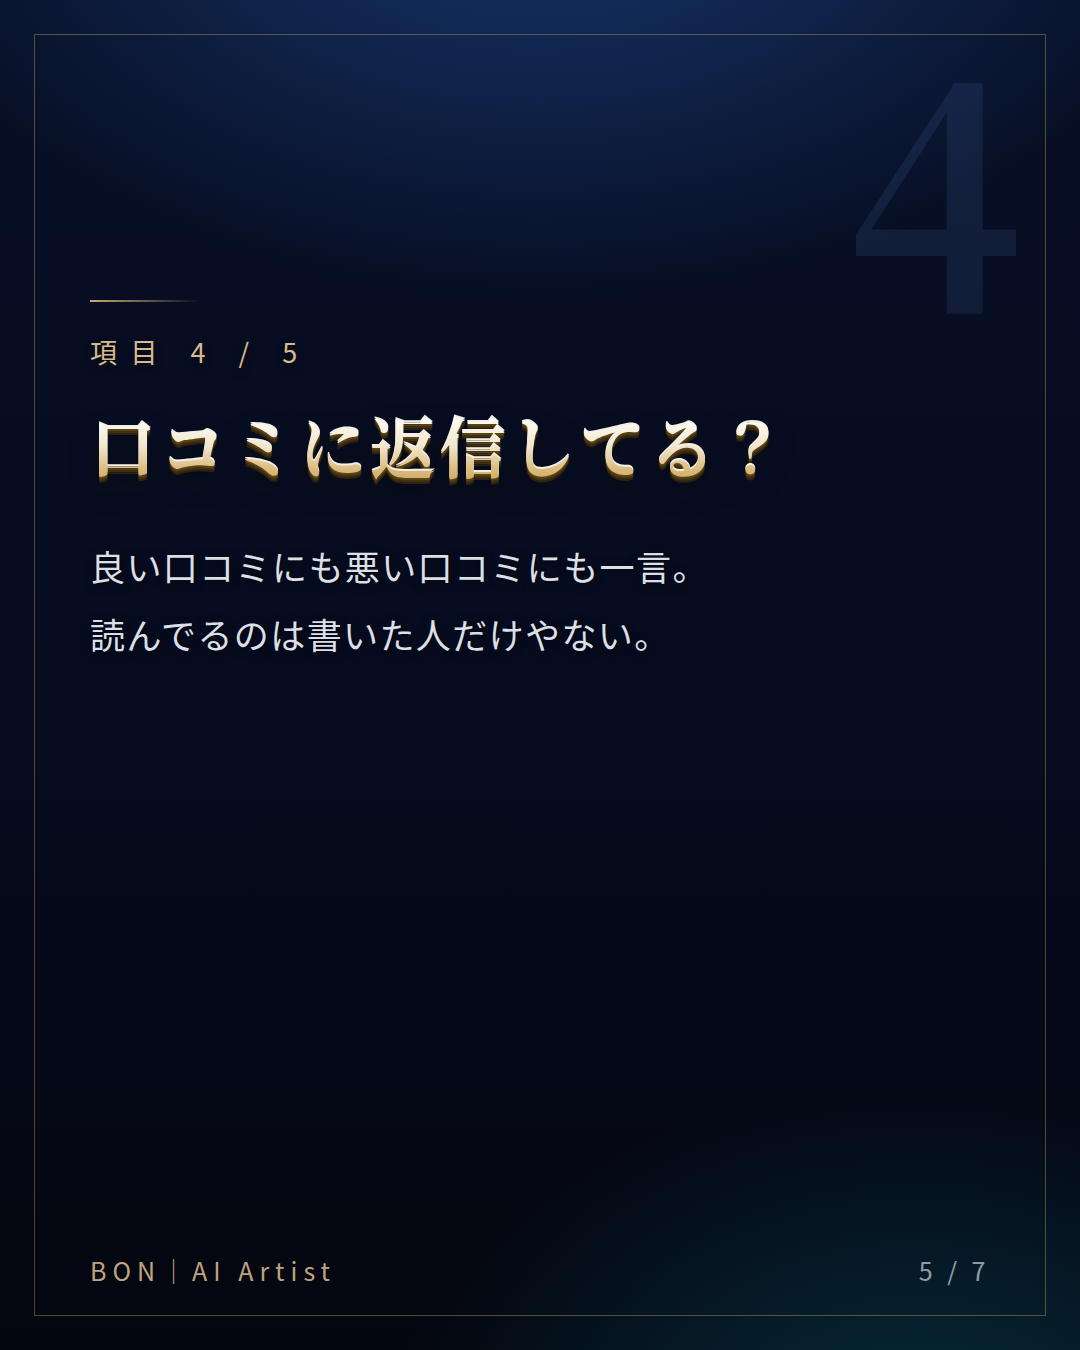 4
項目 4 / 5
口コミに返信してる？
良い口コミにも悪い口コミにも一言。
読んでるのは書いた人だけやない。
BON｜AI Artist
5 / 7